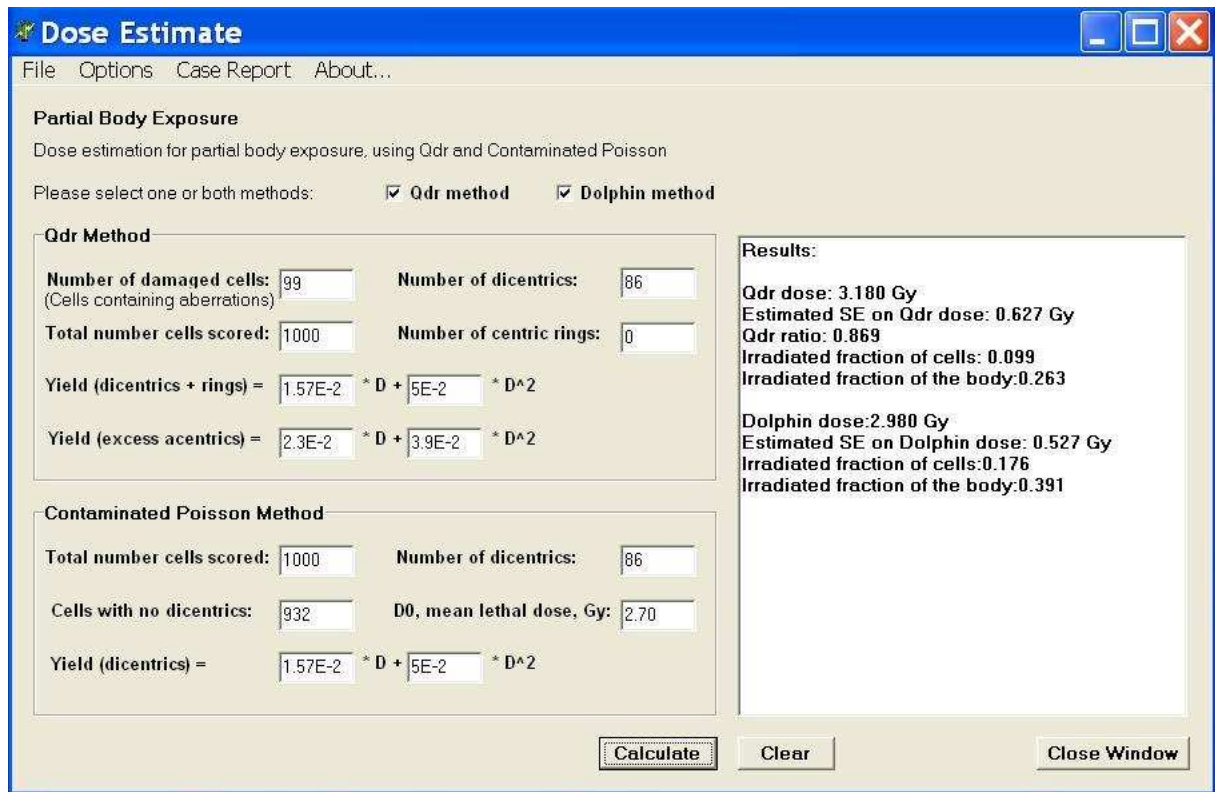 Dose Estimate
File Options Case Report About...
Partial Body Exposure
Dose estimation for partial body exposure, using Qdr and Contaminated Poisson
Please select one or both methods: Qdr method Dolphin method
Qdr Method
Number of damaged cells: 99 Number of dicentrics: 86
(Cells containing aberrations)
Total number cells scored: 1000 Number of centric rings: 0
Yield (dicentrics + rings) = 1.57E-2 * D + 5E-2 * D^2
Yield (excess acentrics) = 2.3E-2 * D + 3.9E-2 * D^2
Contaminated Poisson Method
Total number cells scored: 1000 Number of dicentrics: 86
Cells with no dicentrics: 932 D0, mean lethal dose, Gy: 2.70
Yield (dicentrics) = 1.57E-2 * D + 5E-2 * D^2
Results:
Qdr dose: 3.180 Gy
Estimated SE on Qdr dose: 0.627 Gy
Qdr ratio: 0.869
Irradiated fraction of cells: 0.099
Irradiated fraction of the body:0.263
Dolphin dose:2.980 Gy
Estimated SE on Dolphin dose: 0.527 Gy
Irradiated fraction of cells:0.176
Irradiated fraction of the body:0.391
Calculate Clear Close Window